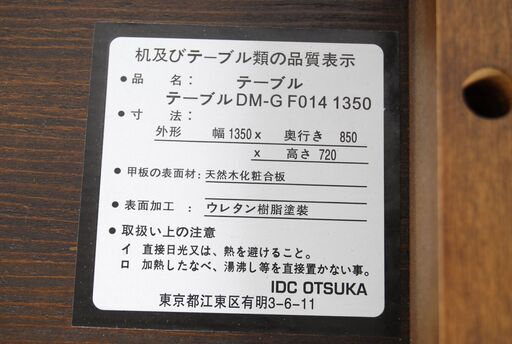 机及びテーブル類の品質表示
● 品 名： テーブル
テーブル DM-G F014 1350
● 寸 法：
外形 幅 1350 x 奥行き 850
x 高さ 720
● 甲板の表面材: 天然木化粧合板
● 表面加工： ウレタン樹脂塗装
● 取扱い上の注意
イ 直接日光又は、熱を避けること。
ロ 加熱したなべ、湯沸し等を直接置かない事。
IDC OTSUKA
東京都江東区有明3-6-11